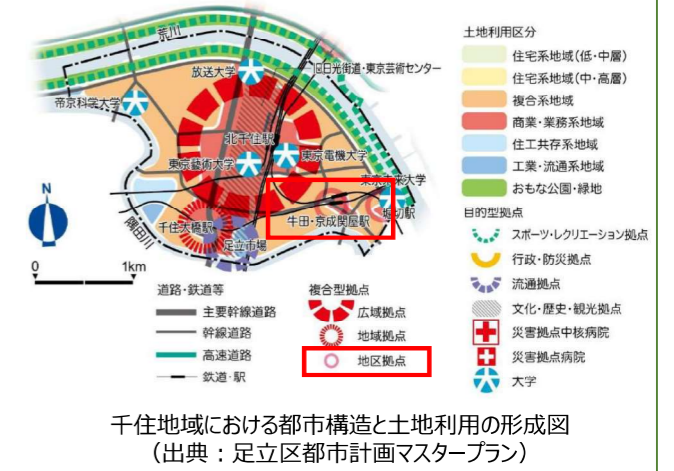 荒川
放送大学
旧日光街道・東京芸術センター
帝京科学大学
北千住駅
東京電機大学
東京藝術大学
東京未来大学
堀切駅
牛田・京成関屋駅
千住大橋駅
足立市場
隅田川
N
0 1km
土地利用区分
住宅系地域(低・中層)
住宅系地域(中・高層)
複合系地域
商業・業務系地域
住工共存系地域
工業・流通系地域
おもな公園・緑地
目的型拠点
スポーツ・レクリエーション拠点
行政・防災拠点
流通拠点
文化・歴史・観光拠点
災害拠点中核病院
災害拠点病院
大学
道路・鉄道等
主要幹線道路
幹線道路
高速道路
鉄道・駅
複合型拠点
広域拠点
地域拠点
地区拠点
千住地域における都市構造と土地利用の形成図
（出典：足立区都市計画マスタープラン）